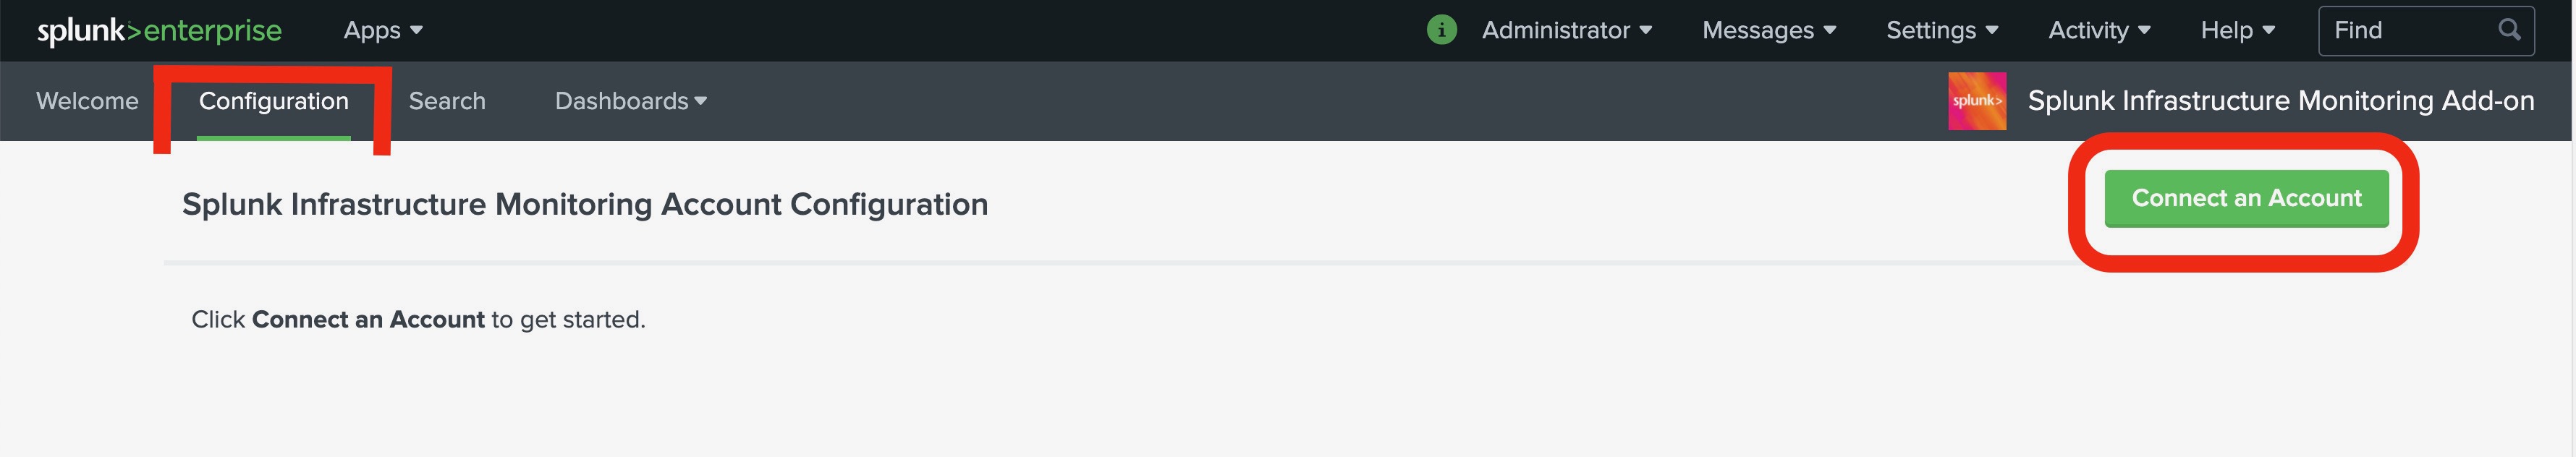 splunk>enterprise Apps i Administrator Messages Settings Activity Help Find
Welcome Configuration Search Dashboards splunk> Splunk Infrastructure Monitoring Add-on
Splunk Infrastructure Monitoring Account Configuration Connect an Account
Click Connect an Account to get started.